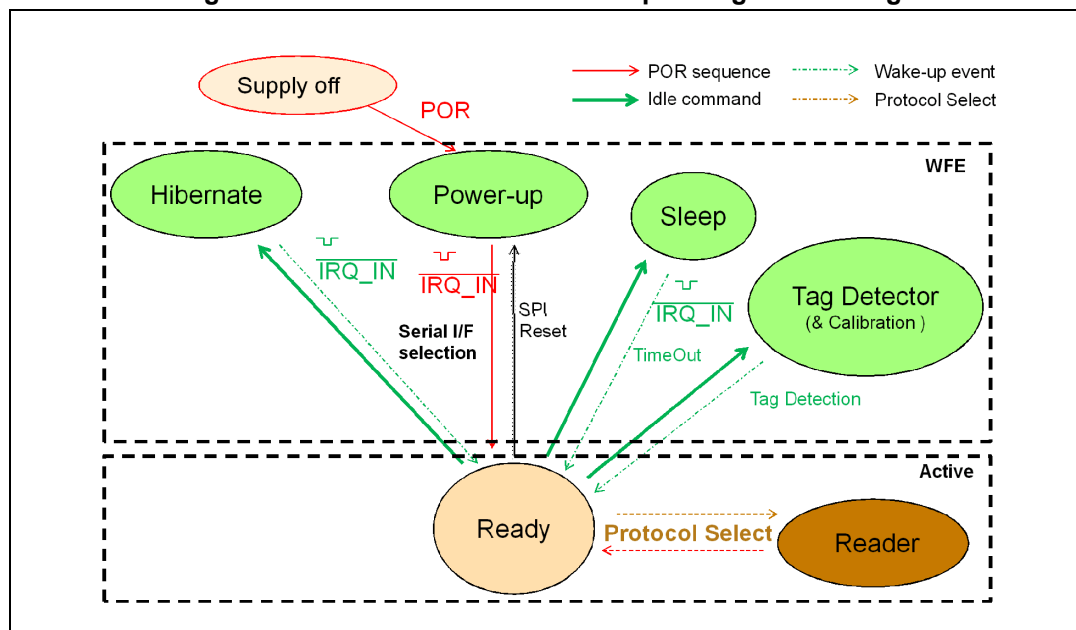 Supply off
POR
POR sequence
Idle command
Wake-up event
Protocol Select
WFE
Hibernate
Power-up
Sleep
Tag Detector
(& Calibration )
IRQ_IN
IRQ_IN
IRQ_IN
Serial I/F
selection
SPI
Reset
TimeOut
Tag Detection
Active
Ready
Protocol Select
Reader